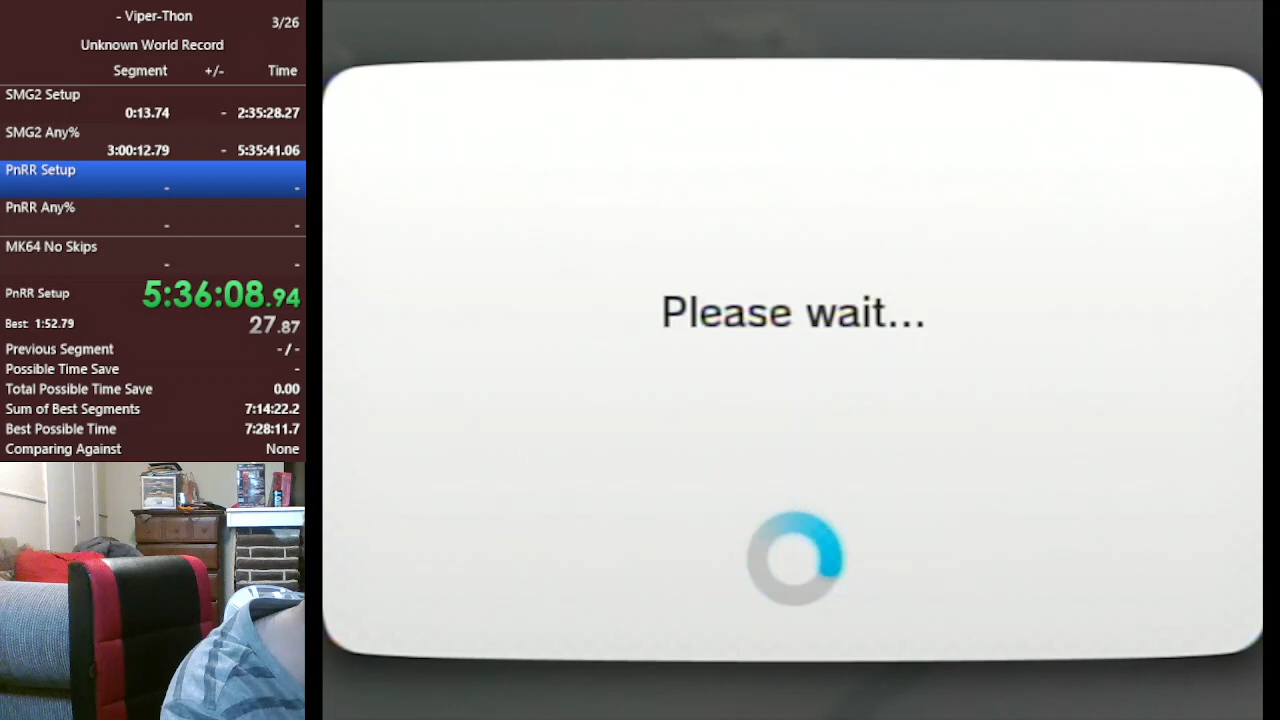 - Viper-Thon
3/26
Unknown World Record
Segment +/- Time
SMG2 Setup
0:13.74 - 2:35:28.27
SMG2 Any%
3:00:12.79 - 5:35:41.06
PnRR Setup
- -
PnRR Any%
- -
MK64 No Skips
- -
PnRR Setup 5:36:08.94
Best: 1:52.79 27.87
Previous Segment - / -
Possible Time Save -
Total Possible Time Save 0.00
Sum of Best Segments 7:14:22.2
Best Possible Time 7:28:11.7
Comparing Against None
Please wait...